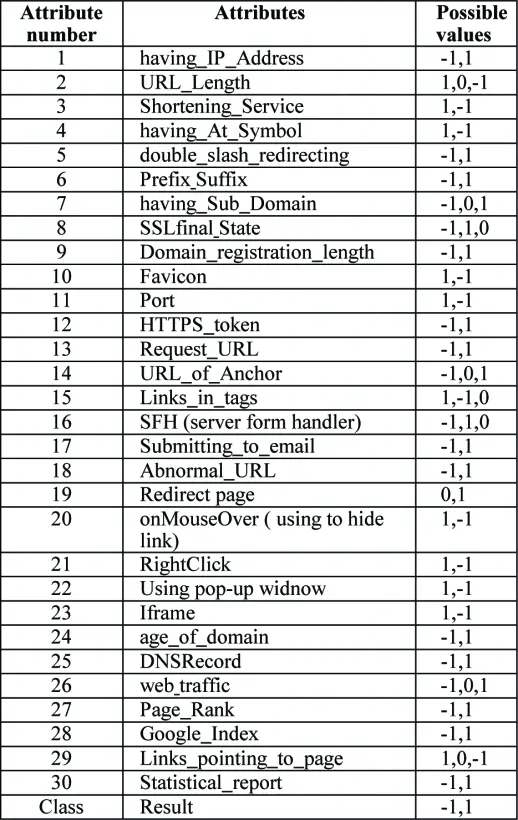 Attribute number Attributes Possible values
1 having_IP_Address -1,1
2 URL_Length 1,0,-1
3 Shortening_Service 1,-1
4 having_At_Symbol 1,-1
5 double_slash_redirecting -1,1
6 Prefix_Suffix -1,1
7 having_Sub_Domain -1,0,1
8 SSLfinal_State -1,1,0
9 Domain_registration_length -1,1
10 Favicon 1,-1
11 Port 1,-1
12 HTTPS_token -1,1
13 Request_URL -1,1
14 URL_of_Anchor -1,0,1
15 Links_in_tags 1,-1,0
16 SFH (server form handler) -1,1,0
17 Submitting_to_email -1,1
18 Abnormal_URL -1,1
19 Redirect page 0,1
20 onMouseOver ( using to hide link) 1,-1
21 RightClick 1,-1
22 Using pop-up widnow 1,-1
23 Iframe 1,-1
24 age_of_domain -1,1
25 DNSRecord -1,1
26 web_traffic -1,0,1
27 Page_Rank -1,1
28 Google_Index -1,1
29 Links_pointing_to_page 1,0,-1
30 Statistical_report -1,1
Class Result -1,1